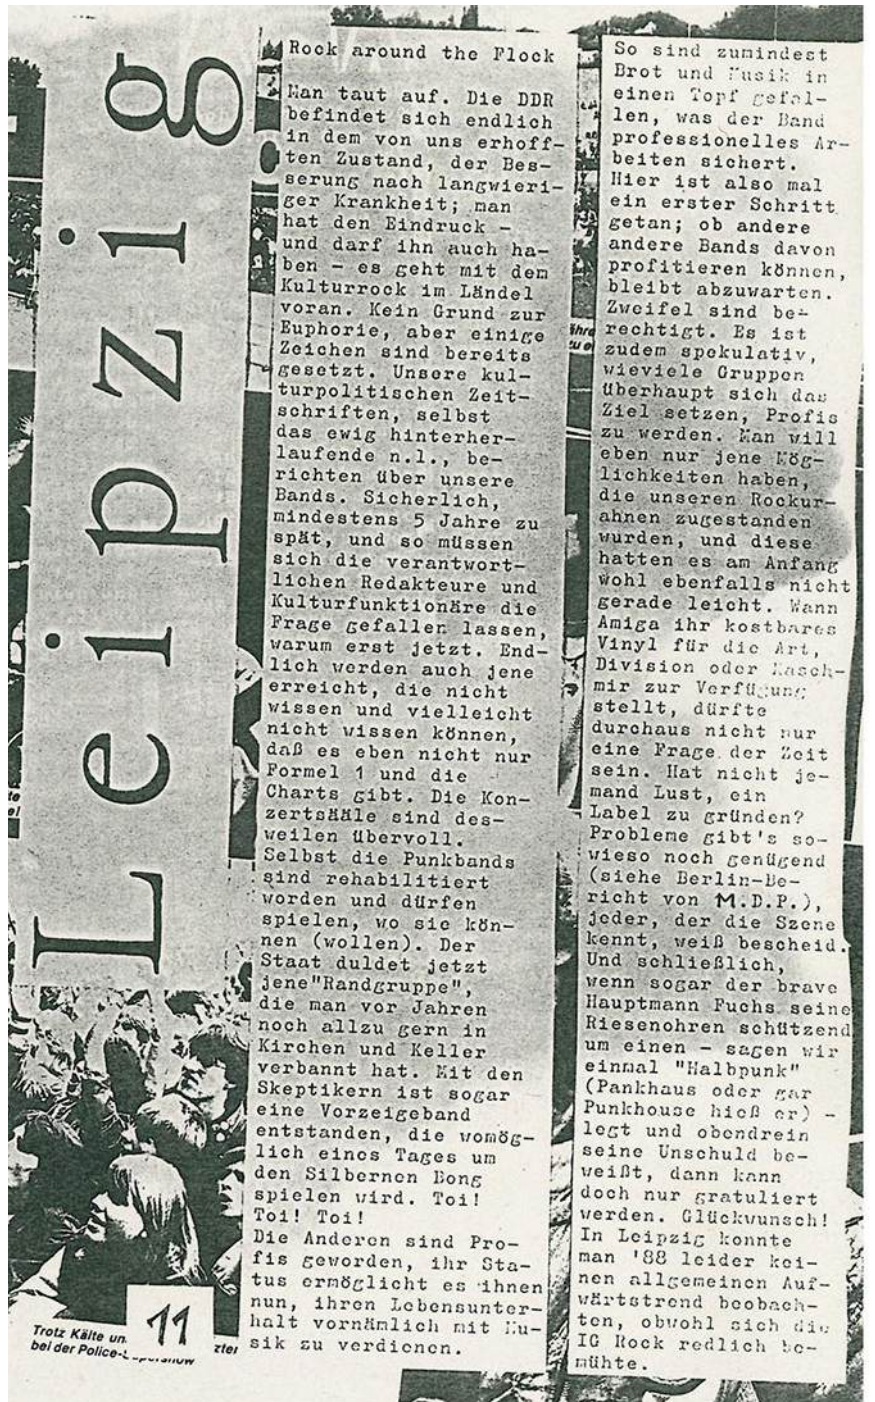 Leipzig
Rock around the Flock
Man taut auf. Die DDR
befindet sich endlich
in dem von uns erhoff-
ten Zustand, der Bes-
serung nach langwieri-
ger Krankheit; man
hat den Eindruck -
und darf ihn auch ha-
ben - es geht mit dem
Kulturrock im Ländel
voran. Kein Grund zur
Euphorie, aber einige
Zeichen sind bereits
gesetzt. Unsere kul-
turpolitischen Zeit-
schriften, selbst
das ewig hinterher-
laufende n.l., be-
richten über unsere
Bands. Sicherlich,
mindestens 5 Jahre zu
spät, und so müssen
sich die verantwort-
lichen Redakteure und
Kulturfunktionäre die
Frage gefallen lassen,
warum erst jetzt. End-
lich werden auch jene
erreicht, die nicht
wissen und vielleicht
nicht wissen können,
daß es eben nicht nur
Formel 1 und die
Charts gibt. Die Kon-
zertsääle sind des-
weilen übervoll.
Selbst die Punkbands
sind rehabilitiert
worden und dürfen
spielen, wo sie kön-
nen (wollen). Der
Staat duldet jetzt
jene"Randgruppe",
die man vor Jahren
noch allzu gern in
Kirchen und Keller
verbannt hat. Mit den
Skeptikern ist sogar
eine Vorzeigeband
entstanden, die womög-
lich eines Tages um
den Silbernen Bong
spielen wird. Toi!
Toi! Toi!
Die Anderen sind Pro-
fis geworden, ihr Sta-
tus ermöglicht es ihnen
nun, ihren Lebensunter-
halt vornämlich mit Mu-
sik zu verdienen.
So sind zumindest
Brot und Musik in
einen Topf gefal-
len, was der Band
professionelles Ar-
beiten sichert.
Hier ist also mal
ein erster Schritt
getan; ob andere
andere Bands davon
profitieren können,
bleibt abzuwarten.
Zweifel sind be-
rechtigt. Es ist
zudem spekulativ,
wieviele Gruppen
überhaupt sich das
Ziel setzen, Profis
zu werden. Man will
eben nur jene Mög-
lichkeiten haben,
die unseren Rockur-
ahnen zugestanden
wurden, und diese
hatten es am Anfang
wohl ebenfalls nicht
gerade leicht. Wann
Amiga ihr kostbares
Vinyl für die Art,
Division oder Kasch-
mir zur Verfügung
stellt, dürfte
durchaus nicht nur
eine Frage der Zeit
sein. Hat nicht je-
mand Lust, ein
Label zu gründen?
Probleme gibt's so-
wieso noch genügend
(siehe Berlin-Be-
richt von M.D.P.),
jeder, der die Szene
kennt, weiß bescheid.
Und schließlich,
wenn sogar der brave
Hauptmann Fuchs seine
Riesenohren schützend
um einen - sagen wir
einmal "Halbpunk"
(Pankhaus oder gar
Punkhouse hieß er) -
legt und obendrein
seine Unschuld be-
weißt, dann kann
doch nur gratuliert
werden. Glückwunsch!
In Leipzig konnte
man '88 leider kei-
nen allgemeinen Auf-
wärtstrend beobach-
ten, obwohl sich die
IG Rock redlich be-
mühte.
11
Trotz Kälte un
bei der Police-